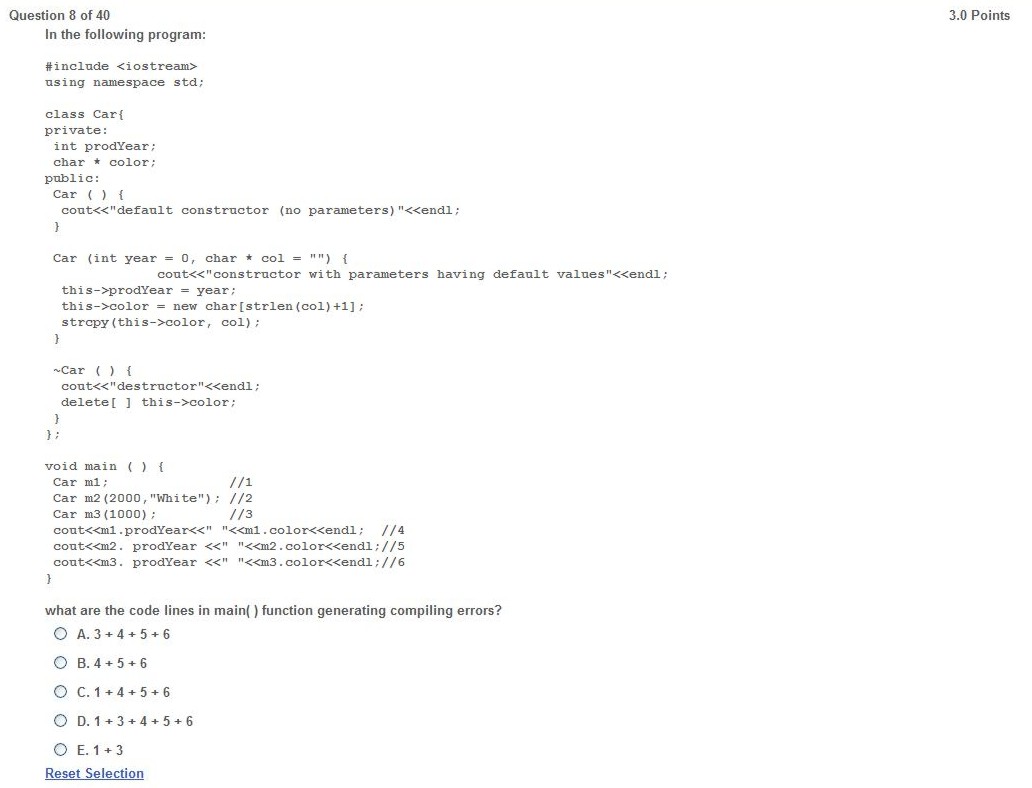 Question 8 of 40
3.0 Points
In the following program:
#include <iostream>
using namespace std;
class Car{
private:
int prodYear;
char * color;
public:
Car ( ) {
cout<<"default constructor (no parameters)"<<endl;
}
Car (int year = 0, char * col = "") {
cout<<"constructor with parameters having default values"<<endl;
this->prodYear = year;
this->color = new char[strlen(col)+1];
strcpy(this->color, col);
}
~Car ( ) {
cout<<"destructor"<<endl;
delete[ ] this->color;
}
};
void main ( ) {
Car m1; //1
Car m2(2000,"White"); //2
Car m3(1000); //3
cout<<m1.prodYear<<" "<<m1.color<<endl; //4
cout<<m2. prodYear <<" "<<m2.color<<endl;//5
cout<<m3. prodYear <<" "<<m3.color<<endl;//6
}
what are the code lines in main( ) function generating compiling errors?
A. 3 + 4 + 5 + 6
B. 4 + 5 + 6
C. 1 + 4 + 5 + 6
D. 1 + 3 + 4 + 5 + 6
E. 1 + 3
Reset Selection